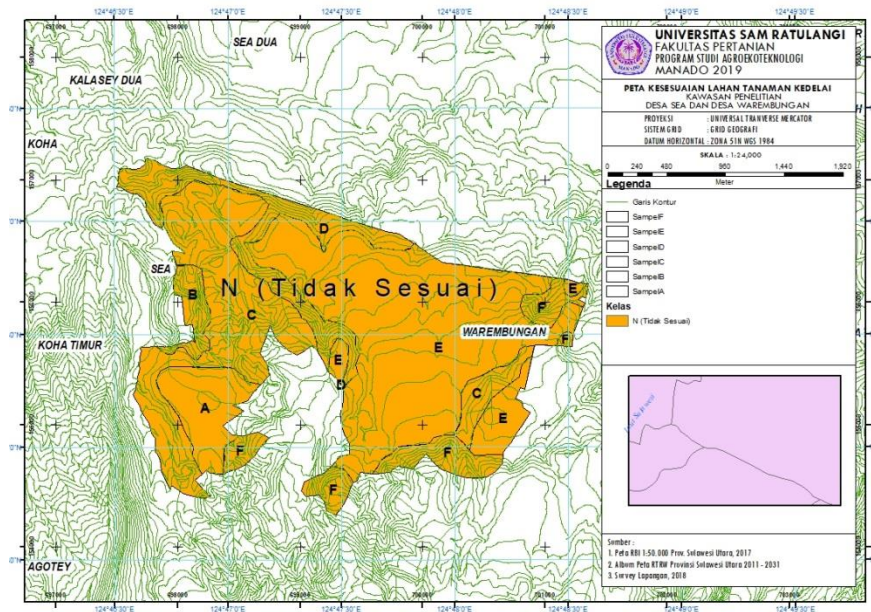 124°46'30"E 124°47'0"E 124°47'30"E 124°48'0"E 124°48'30"E 124°49'0"E 124°49'30"E
SEA DUA
KALASEY DUA
KOHA
SEA
KOHA TIMUR
AGOTEY
WAREMBUNGAN
N (Tidak Sesuai)
D
B
C
E
F
E
F
E
E
D
C
E
A
F
F
F
UNIVERSITAS SAM RATULANGI
FAKULTAS PERTANIAN
PROGRAM STUDI AGROEKOTEKNOLOGI
MANADO 2019
PETA KESESUAIAN LAHAN TANAMAN KEDELAI
KAWASAN PENELITIAN
DESA SEA DAN DESA WAREMBUNGAN
PROYEKSI : UNIVERSAL TRANVERSE MERCATOR
SISTEM GRID : GRID GEOGRAFI
DATUM HORIZONTAL : ZONA 51N WGS 1984
SKALA : 1:24,000
0 240 480 960 1,440 1,920
Meter
Legenda
Garis Kontur
SampelF
SampelE
SampelD
SampelC
SampelB
SampelA
Kelas
N (Tidak Sesuai)
Sumber :
1. Peta RBI 1:50.000 Prov. Sulawesi Utara, 2017
2. Album Peta RTRW Provinsi Sulawesi Utara 2011 - 2031
3. Survey Lapangan, 2018